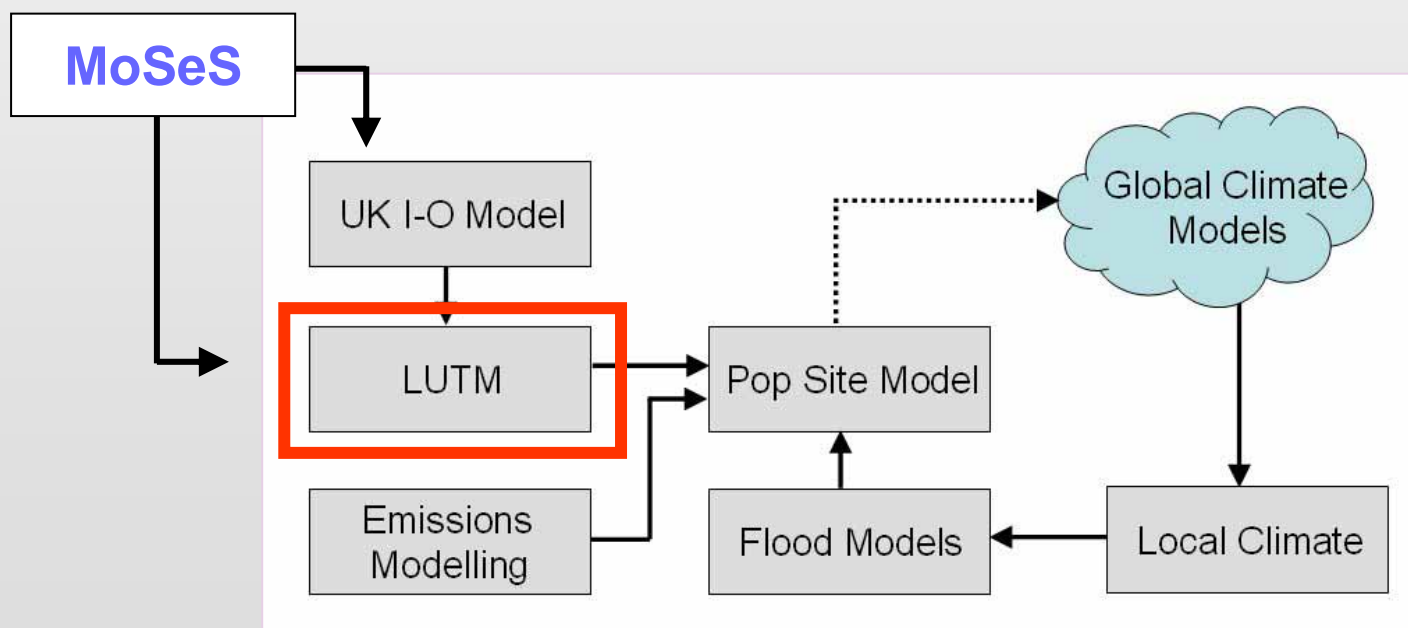 MoSeS
UK I-O Model
Global Climate
Models
LUTM
Pop Site Model
Emissions
Modelling
Flood Models
Local Climate